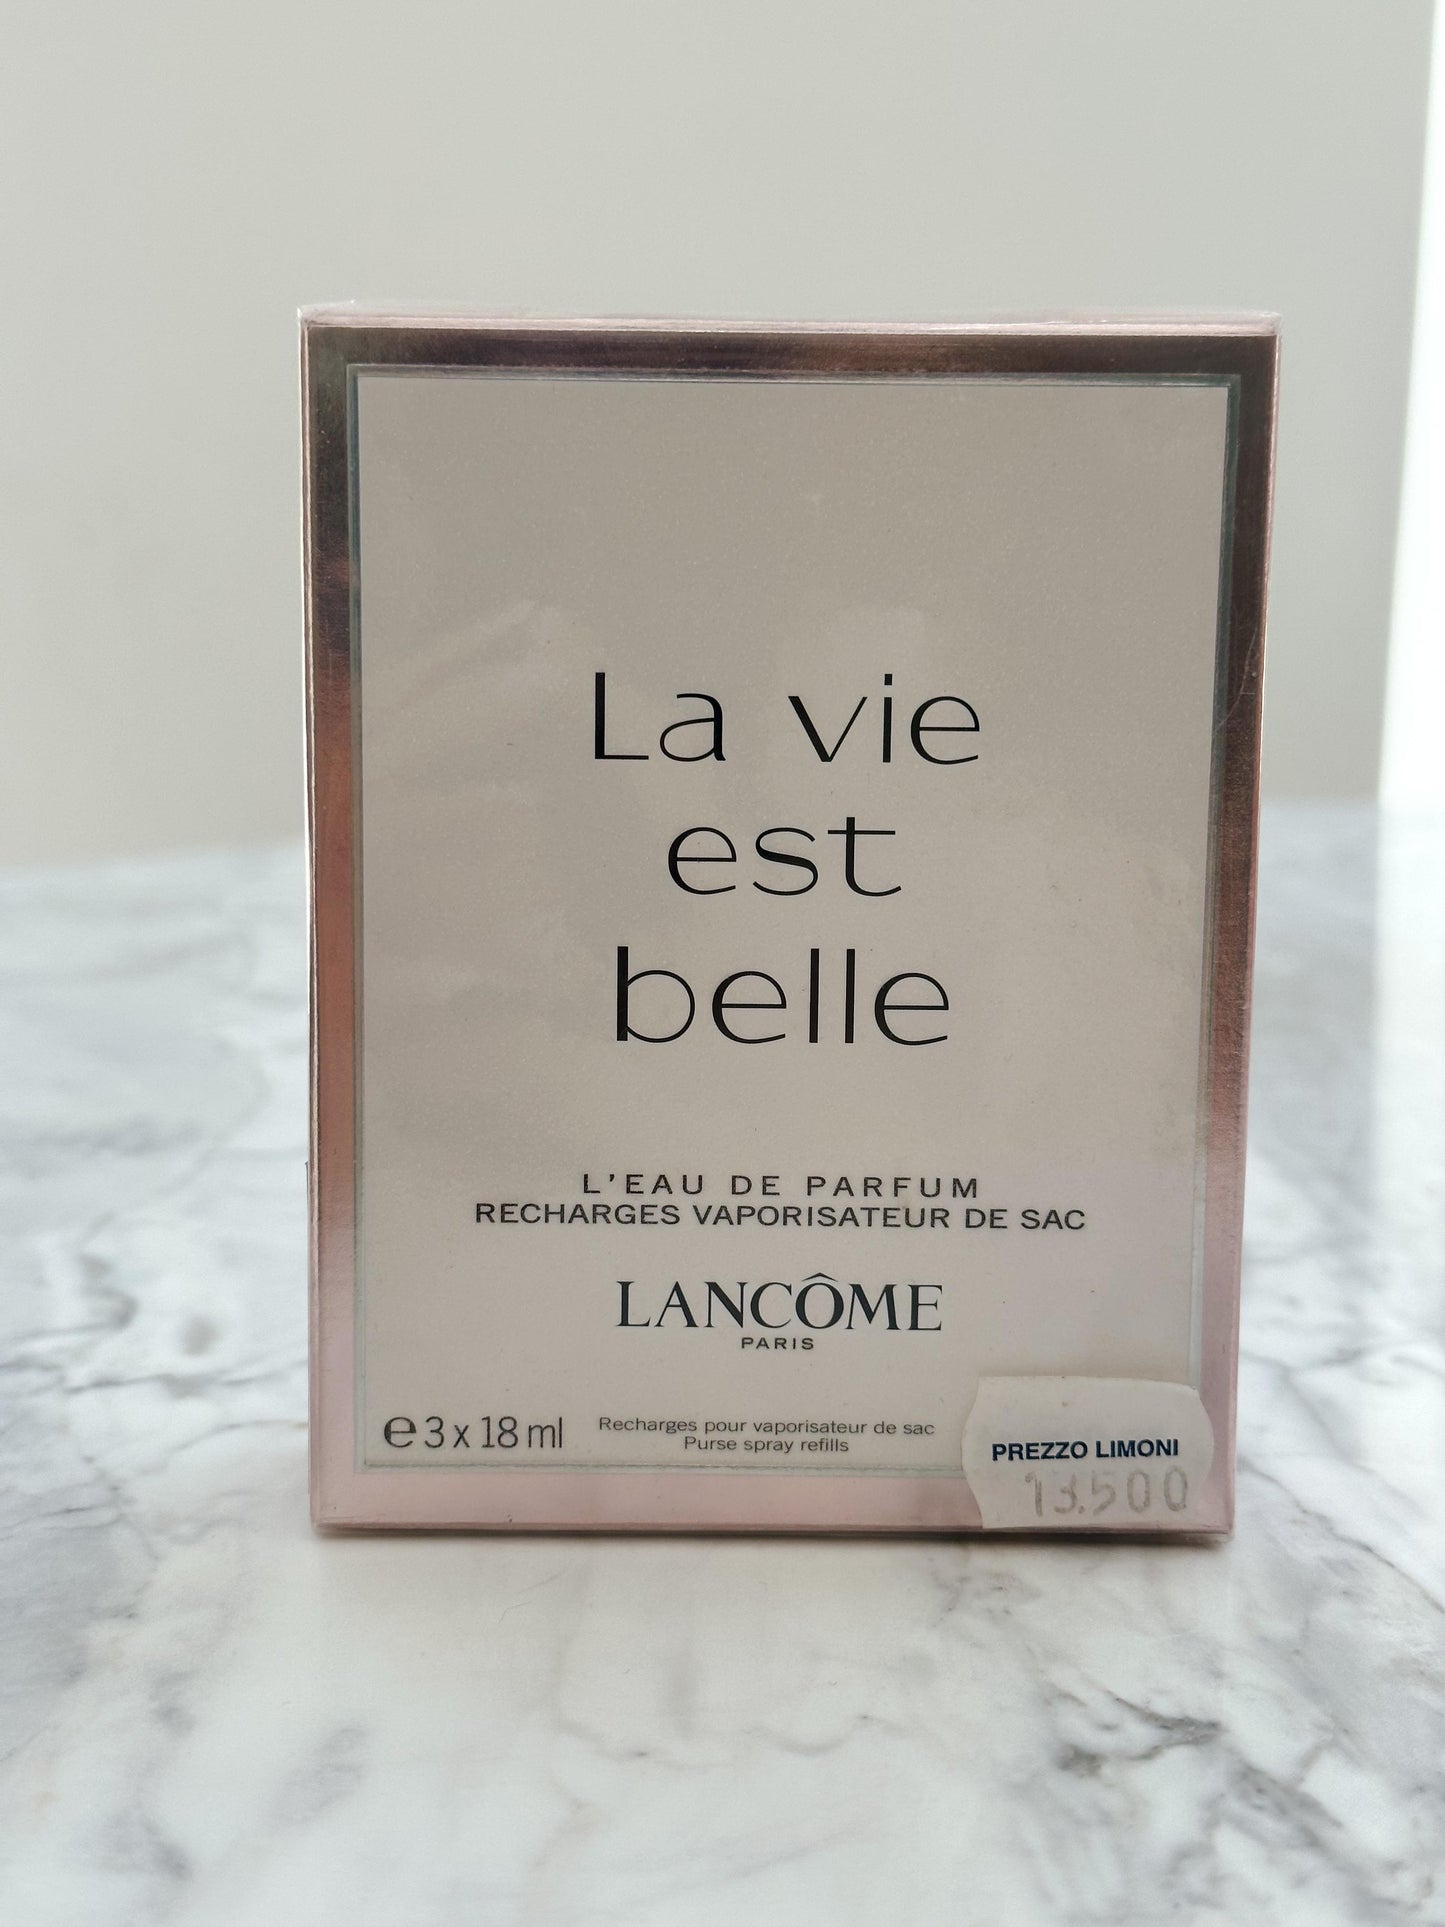 La vie
est
belle
L'EAU DE PARFUM
RECHARGES VAPORISATEUR DE SAC
LANCÔME
PARIS
℮ 3 x 18 ml
Recharges pour vaporisateur de sac
Purse spray refills
PREZZO LIMONI
13.500